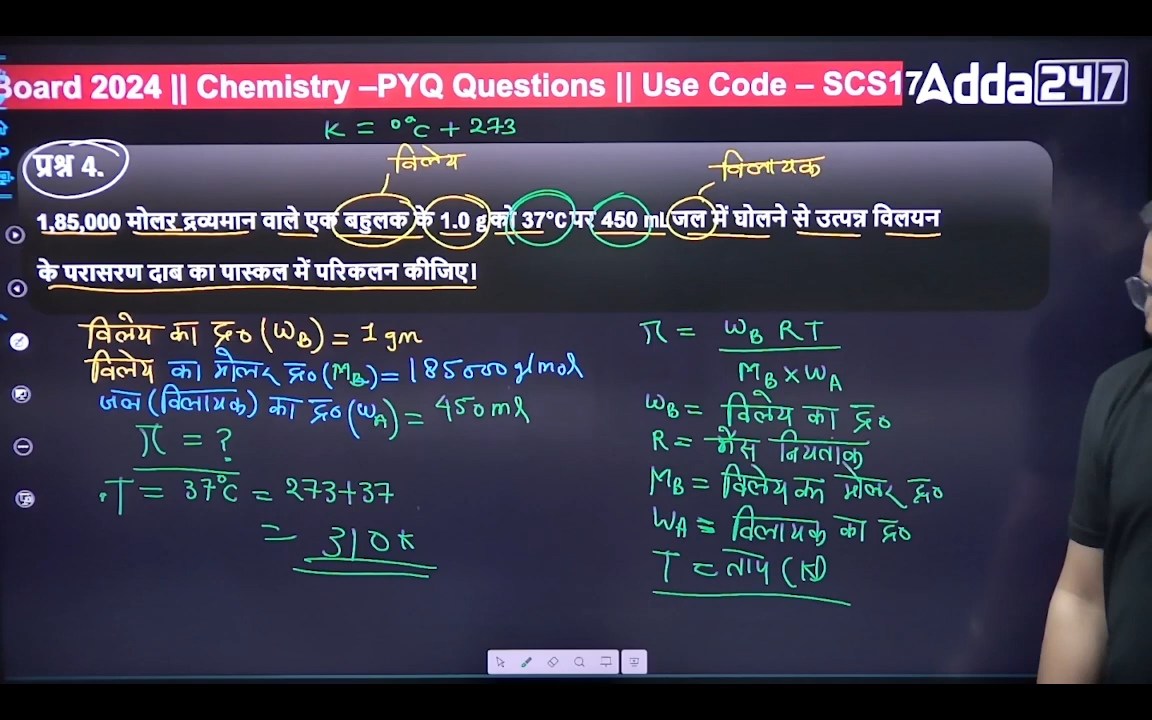 Board 2024 || Chemistry –PYQ Questions || Use Code – SCS17
Adda247
K = 0°C + 273
प्रश्न 4.
विलेय
विलायक
1,85,000 मोलर द्रव्यमान वाले एक बहुलक के 1.0 g को 37°C पर 450 mL जल में घोलने से उत्पन्न विलयन
के परासरण दाब का पास्कल में परिकलन कीजिए।
विलेय का द्र० (WB) = 1 gm
विलेय का मोलर द्र० (MB) = 185000 g/mol
जल (विलायक) का द्र० (WA) = 450 ml
π = ?
T = 37°C = 273+37
= 310 K
π = WB RT
MB × WA
WB = विलेय का द्र०
R = गैस नियतांक
MB = विलेय का मोलर द्र०
WA = विलायक का द्र०
T = ताप (K)